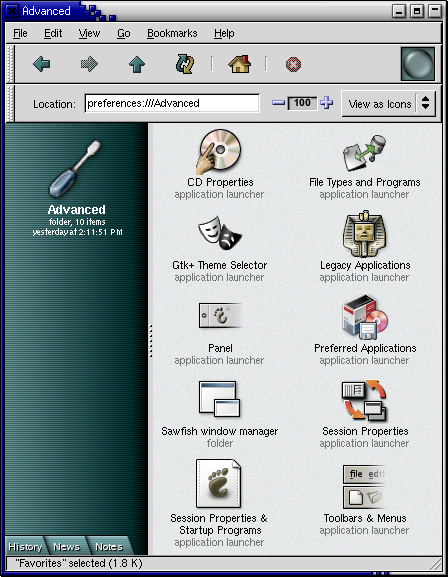 Advanced
File Edit View Go Bookmarks Help
Location: preferences:///Advanced 100 View as Icons
Advanced
folder, 10 items
yesterday at 2:11:51 PM
CD Properties
application launcher
File Types and Programs
application launcher
Gtk+ Theme Selector
application launcher
Legacy Applications
application launcher
Panel
application launcher
Preferred Applications
application launcher
Sawfish window manager
folder
Session Properties
application launcher
Session Properties &
Startup Programs
application launcher
file edit
Toolbars & Menus
application launcher
History News Notes
"Favorites" selected (1.8 K)